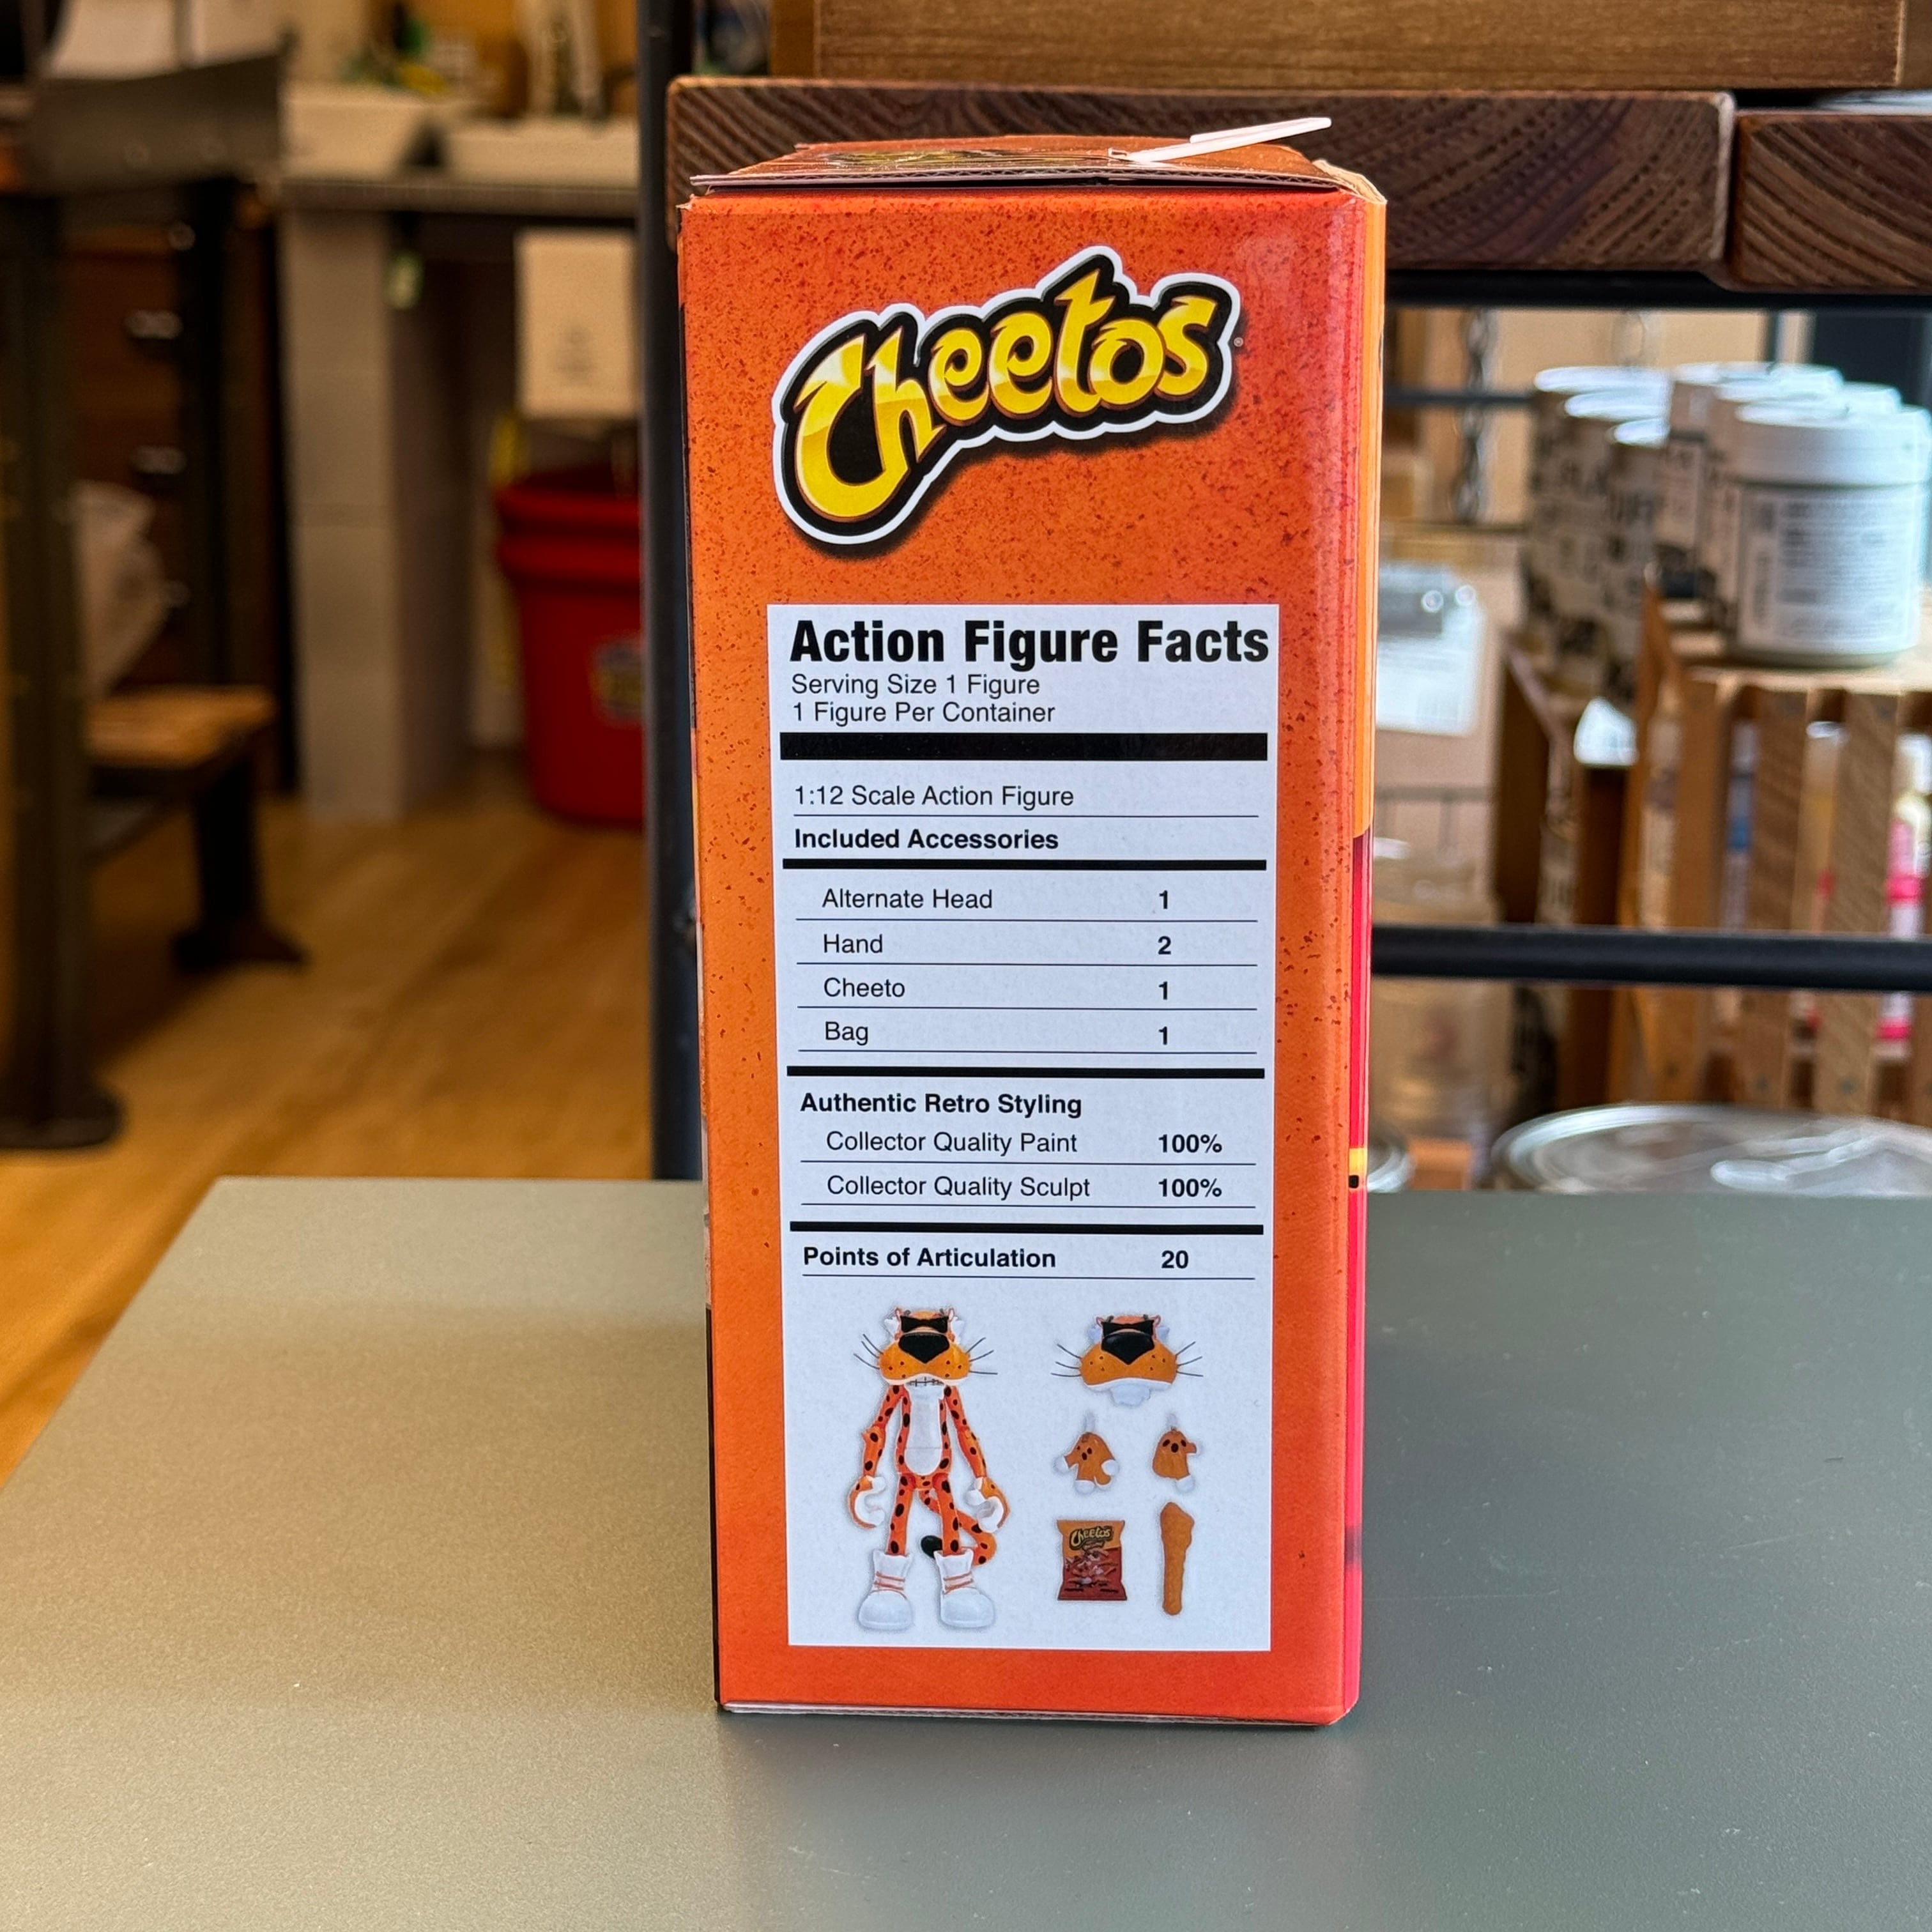 Cheetos®
Action Figure Facts
Serving Size 1 Figure
1 Figure Per Container
1:12 Scale Action Figure
Included Accessories
Alternate Head 1
Hand 2
Cheeto 1
Bag 1
Authentic Retro Styling
Collector Quality Paint 100%
Collector Quality Sculpt 100%
Points of Articulation 20
Cheetos